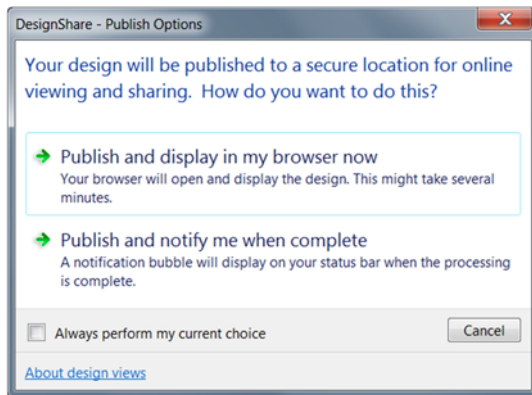 DesignShare - Publish Options
Your design will be published to a secure location for online
viewing and sharing. How do you want to do this?
Publish and display in my browser now
Your browser will open and display the design. This might take several
minutes.
Publish and notify me when complete
A notification bubble will display on your status bar when the processing
is complete.
Always perform my current choice
Cancel
About design views